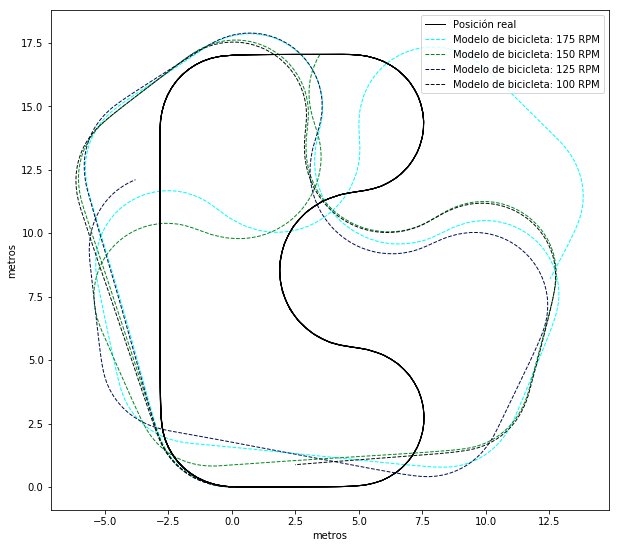 Posición real
Modelo de bicicleta: 175 RPM
Modelo de bicicleta: 150 RPM
Modelo de bicicleta: 125 RPM
Modelo de bicicleta: 100 RPM
17.5
15.0
12.5
10.0
7.5
5.0
2.5
0.0
metros
−5.0 −2.5 0.0 2.5 5.0 7.5 10.0 12.5
metros